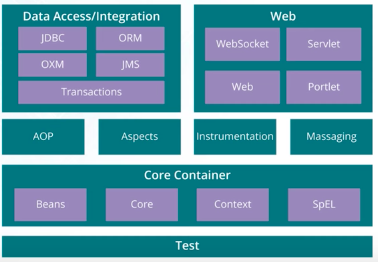 Data Access/Integration
JDBC
ORM
OXM
JMS
Transactions
Web
WebSocket
Servlet
Web
Portlet
AOP
Aspects
Instrumentation
Massaging
Core Container
Beans
Core
Context
SpEL
Test